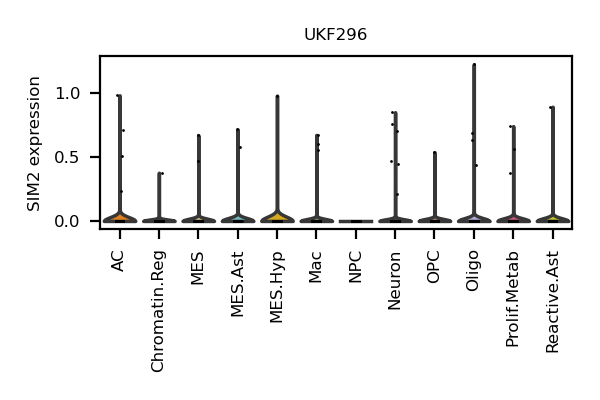 UKF296
SIM2 expression
1.0
0.5
0.0
AC
Chromatin.Reg
MES
MES.Ast
MES.Hyp
Mac
NPC
Neuron
OPC
Oligo
Prolif.Metab
Reactive.Ast